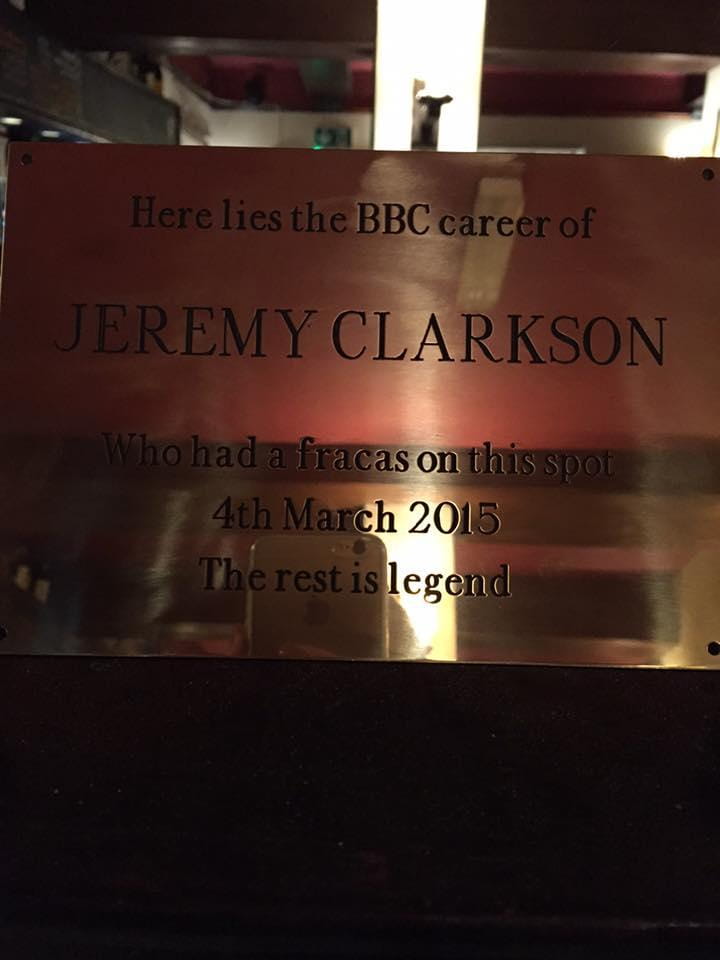 Here lies the BBC career of
JEREMY CLARKSON
Who had a fracas on this spot
4th March 2015
The rest is legend